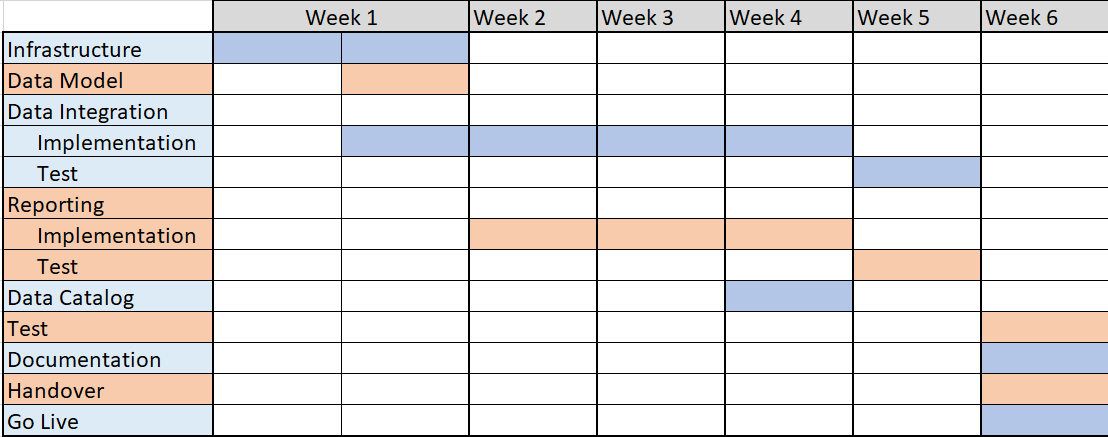 Week 1 Week 2 Week 3 Week 4 Week 5 Week 6
Infrastructure
Data Model
Data Integration
Implementation
Test
Reporting
Implementation
Test
Data Catalog
Test
Documentation
Handover
Go Live